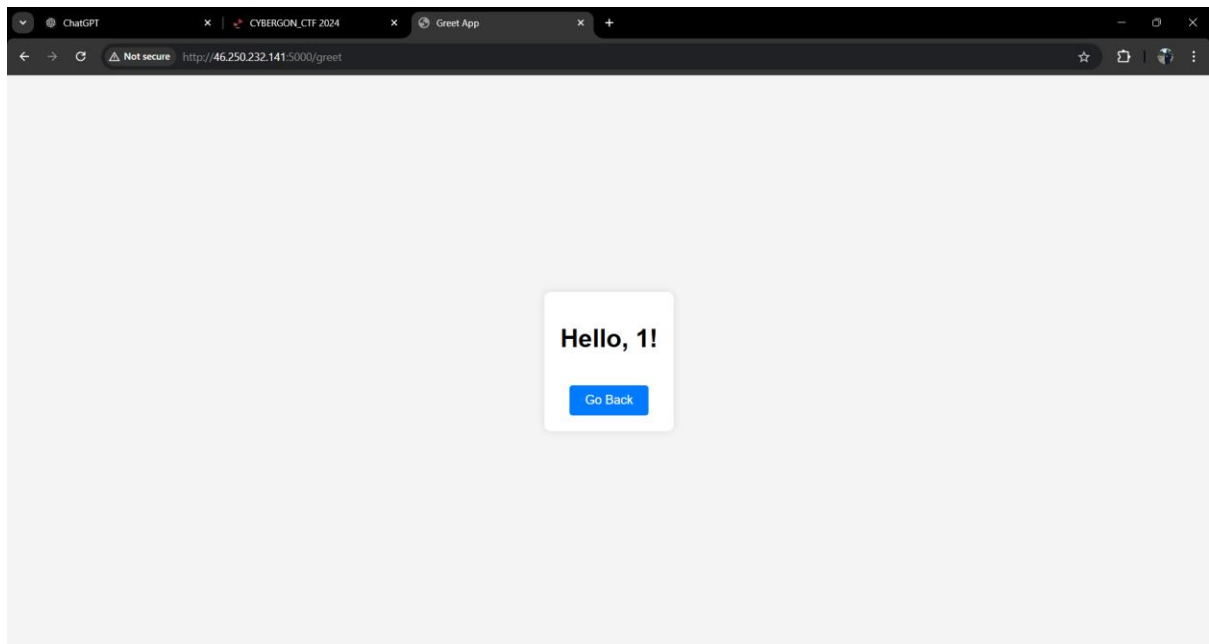 ChatGPT
CYBERGON_CTF 2024
Greet App
Not secure
http://46.250.232.141:5000/greet
Hello, 1!
Go Back